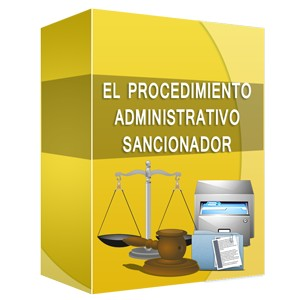 EL PROCEDIMIENTO
ADMINISTRATIVO
SANCIONADOR